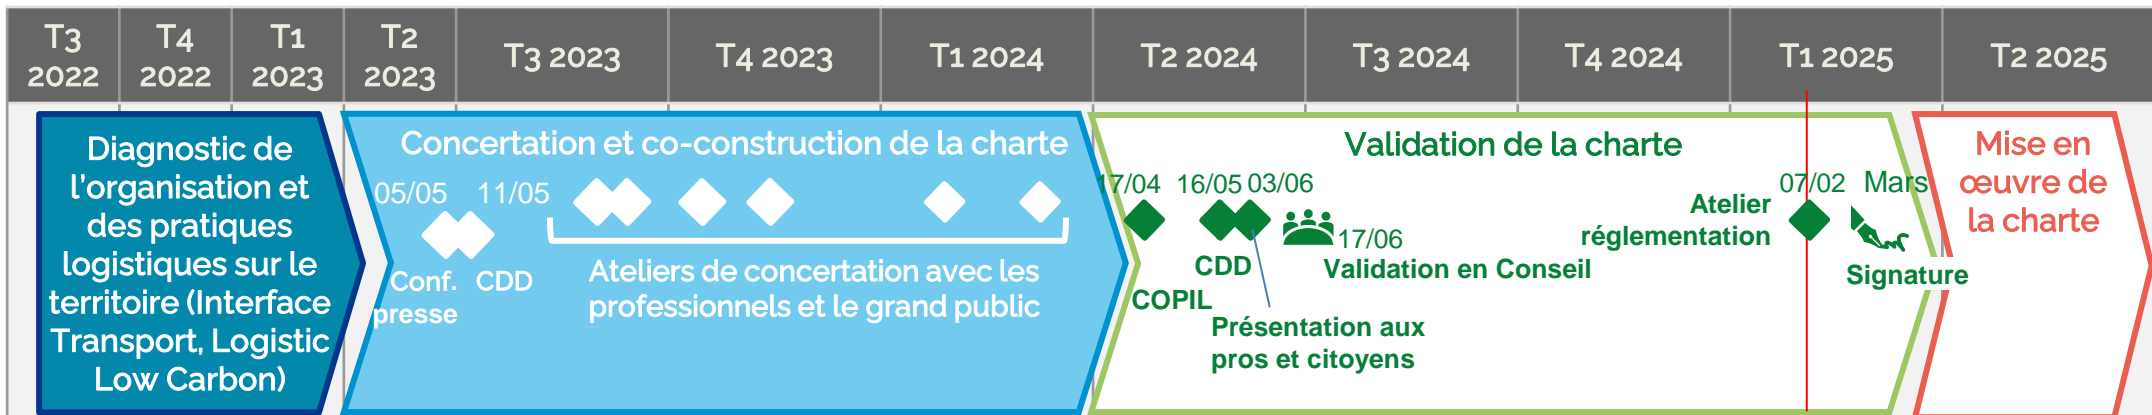 T3 2022
T4 2022
T1 2023
T2 2023
T3 2023
T4 2023
T1 2024
T2 2024
T3 2024
T4 2024
T1 2025
T2 2025
Diagnostic de
l'organisation et
des pratiques
logistiques sur le
territoire (Interface
Transport, Logistic
Low Carbon)
Concertation et co-construction de la charte
05/05
11/05
Conf.
presse
CDD
Ateliers de concertation avec les
professionnels et le grand public
Validation de la charte
17/04
COPIL
16/05
CDD
03/06
Présentation aux
pros et citoyens
17/06
Validation en Conseil
Atelier
réglementation
07/02
Mars
Signature
Mise en
œuvre de
la charte